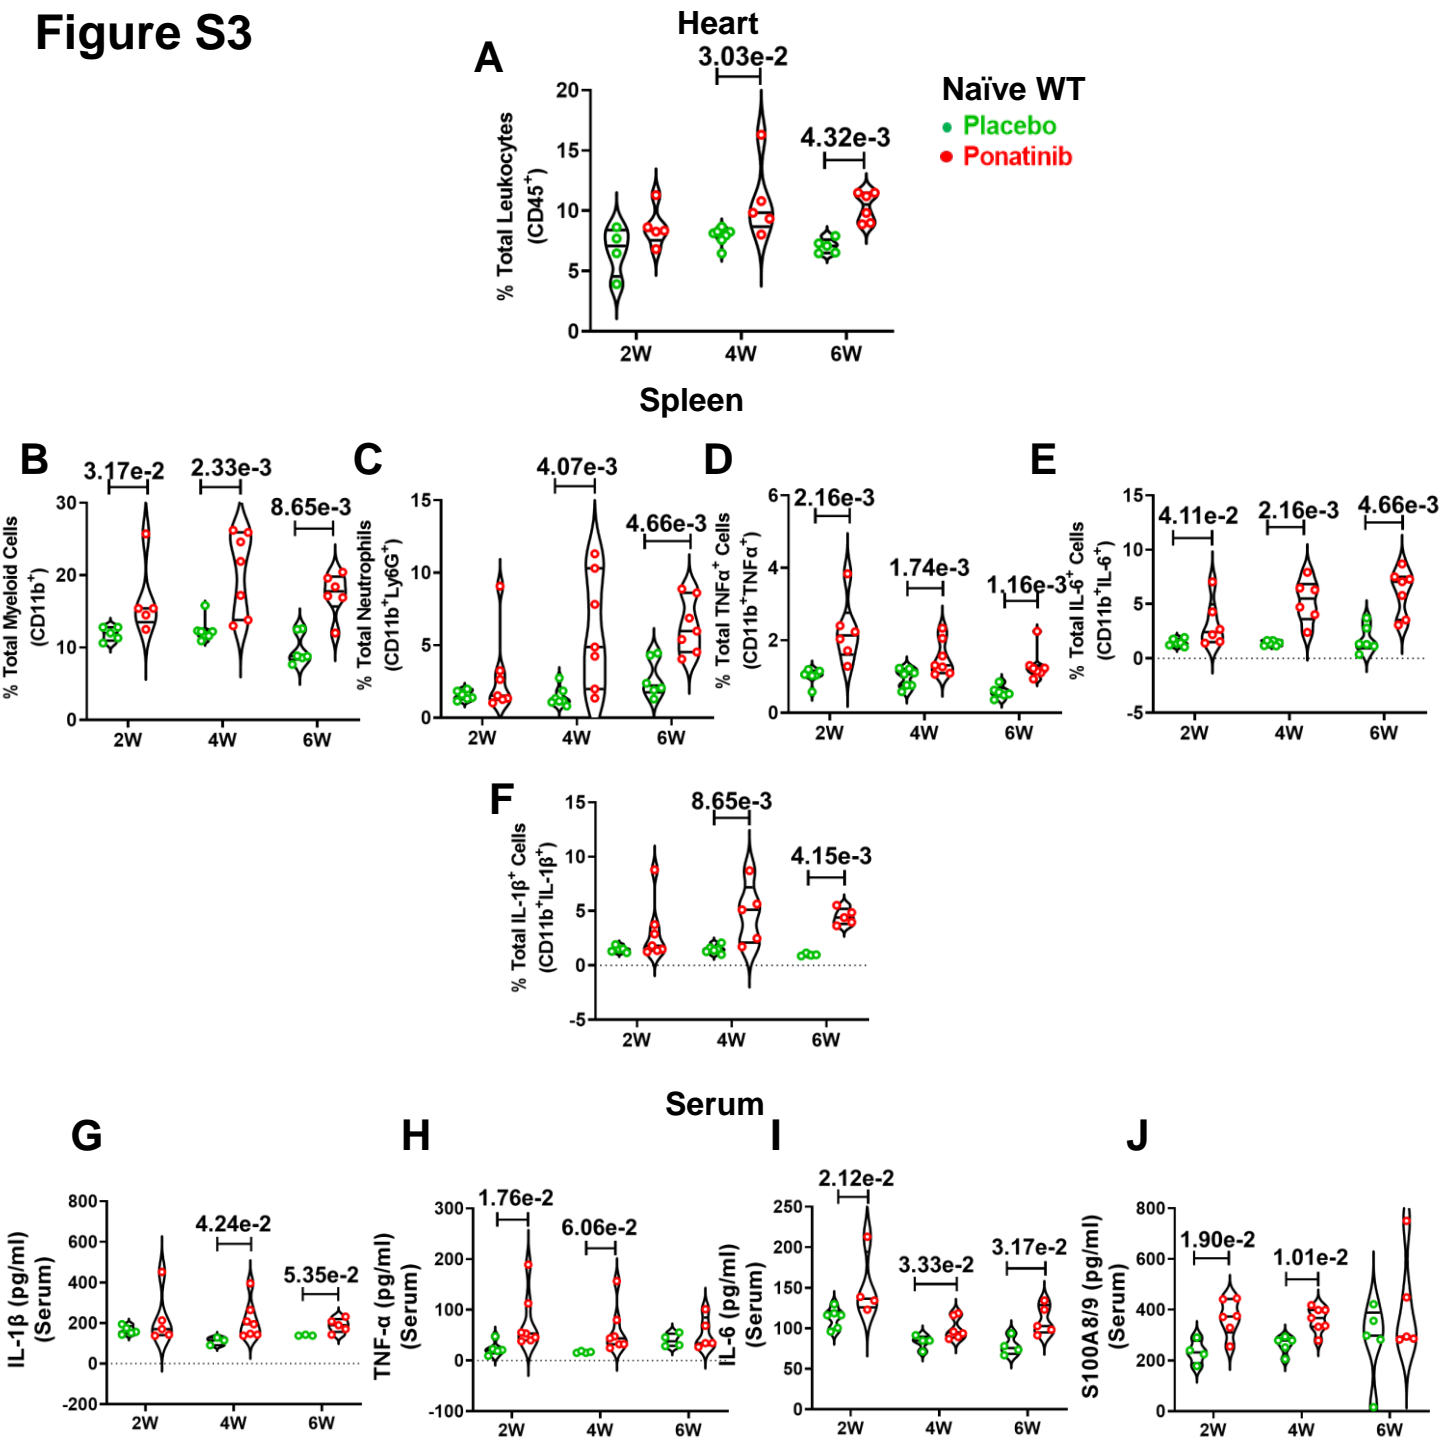 Figure S3
Heart
A
3.03e-2
4.32e-3
Naïve WT
Placebo
Ponatinib
% Total Leukocytes
(CD45⁺)
20
15
10
5
0
2W
4W
6W
Spleen
B
3.17e-2
2.33e-3
8.65e-3
% Total Myeloid Cells
(CD11b⁺)
30
20
10
0
2W
4W
6W
C
4.07e-3
4.66e-3
% Total Neutrophils
(CD11b⁺Ly6G⁺)
15
10
5
0
2W
4W
6W
D
2.16e-3
1.74e-3
1.16e-3
% Total TNFα⁺ Cells
(CD11b⁺TNFα⁺)
6
4
2
0
2W
4W
6W
E
4.11e-2
2.16e-3
4.66e-3
% Total IL-6⁺ Cells
(CD11b⁺IL-6⁺)
15
10
5
0
-5
2W
4W
6W
F
8.65e-3
4.15e-3
% Total IL-1β⁺ Cells
(CD11b⁺IL-1β⁺)
15
10
5
0
-5
2W
4W
6W
Serum
G
4.24e-2
5.35e-2
IL-1β (pg/ml)
(Serum)
800
600
400
200
0
-200
2W
4W
6W
H
1.76e-2
6.06e-2
TNF-α (pg/ml)
(Serum)
300
200
100
0
-100
2W
4W
6W
I
2.12e-2
3.33e-2
3.17e-2
IL-6 (pg/ml)
(Serum)
250
200
150
100
50
0
2W
4W
6W
J
1.90e-2
1.01e-2
S100A8/9 (pg/ml)
(Serum)
800
600
400
200
0
2W
4W
6W